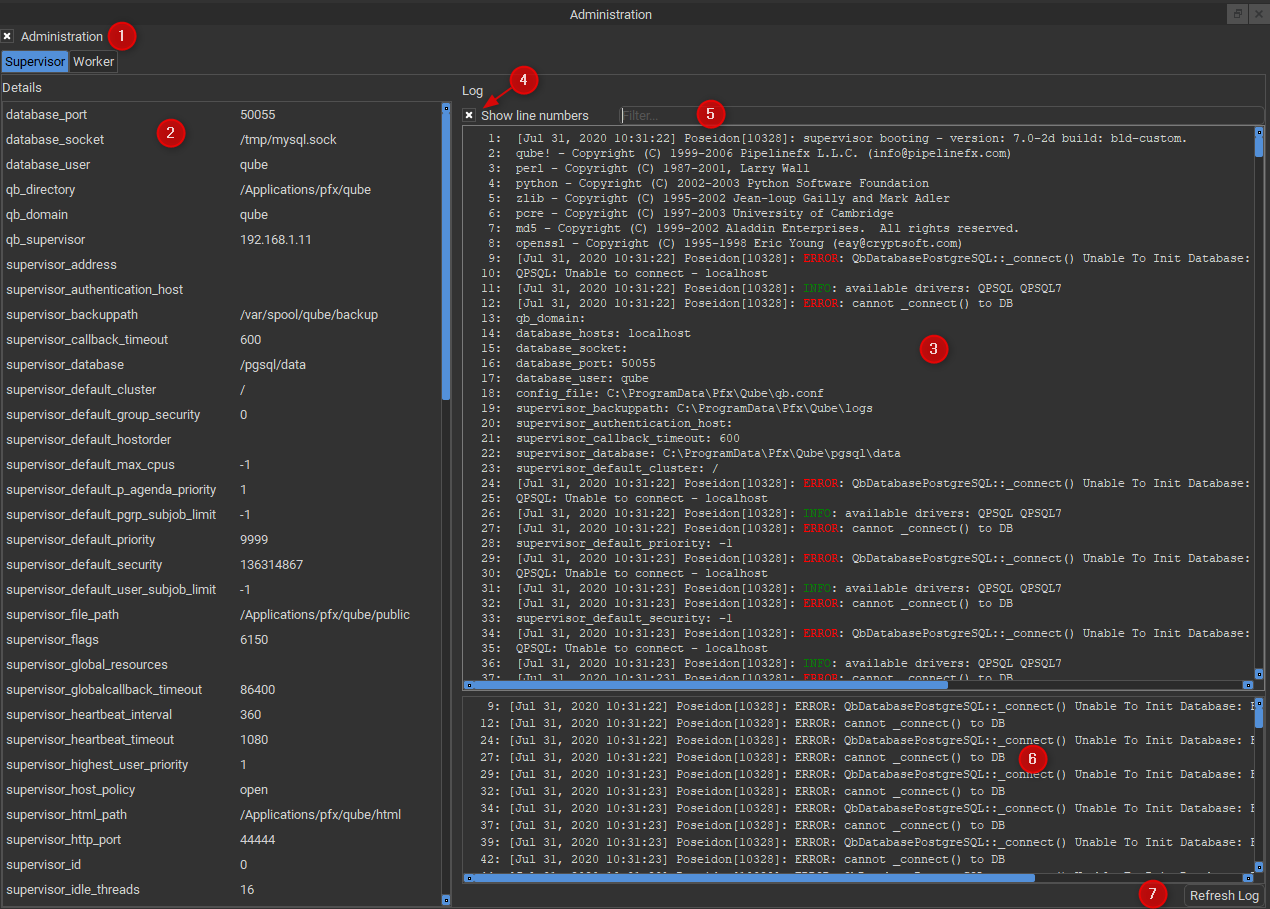 Administration
Administration 1
Supervisor Worker
Details
database_port 50055
database_socket /tmp/mysql.sock
2
database_user qube
qb_directory /Applications/pfx/qube
qb_domain qube
qb_supervisor 192.168.1.11
supervisor_address
supervisor_authentication_host
supervisor_backuppath /var/spool/qube/backup
supervisor_callback_timeout 600
supervisor_database /pgsql/data
supervisor_default_cluster /
supervisor_default_group_security 0
supervisor_default_hostorder
supervisor_default_max_cpus -1
supervisor_default_p_agenda_priority 1
supervisor_default_pgrp_subjob_limit -1
supervisor_default_priority 9999
supervisor_default_security 136314867
supervisor_default_user_subjob_limit -1
supervisor_file_path /Applications/pfx/qube/public
supervisor_flags 6150
supervisor_global_resources
supervisor_globalcallback_timeout 86400
supervisor_heartbeat_interval 360
supervisor_heartbeat_timeout 1080
supervisor_highest_user_priority 1
supervisor_host_policy open
supervisor_html_path /Applications/pfx/qube/html
supervisor_http_port 44444
supervisor_id 0
supervisor_idle_threads 16
Log
4
Show line numbers Filter... 5
1: [Jul 31, 2020 10:31:22] Poseidon[10328]: supervisor booting - version: 7.0-2d build: bld-custom.
2: qube! - Copyright (C) 1999-2006 Pipelinefx L.L.C. (info@pipelinefx.com)
3: perl - Copyright (C) 1987-2001, Larry Wall
4: python - Copyright (C) 2002-2003 Python Software Foundation
5: zlib - Copyright (C) 1995-2002 Jean-loup Gailly and Mark Adler
6: pcre - Copyright (C) 1997-2003 University of Cambridge
7: md5 - Copyright (C) 1999-2002 Aladdin Enterprises.  All rights reserved.
8: openssl - Copyright (C) 1995-1998 Eric Young (eay@cryptsoft.com)
9: [Jul 31, 2020 10:31:22] Poseidon[10328]: ERROR: QbDatabasePostgreSQL::_connect() Unable To Init Database:
10: QPSQL: Unable to connect - localhost
11: [Jul 31, 2020 10:31:22] Poseidon[10328]: INFO: available drivers: QPSQL QPSQL7
12: [Jul 31, 2020 10:31:22] Poseidon[10328]: ERROR: cannot _connect() to DB
13: qb_domain:
14: database_hosts: localhost
15: database_socket:
3
16: database_port: 50055
17: database_user: qube
18: config_file: C:\ProgramData\Pfx\Qube\qb.conf
19: supervisor_backuppath: C:\ProgramData\Pfx\Qube\logs
20: supervisor_authentication_host:
21: supervisor_callback_timeout: 600
22: supervisor_database: C:\ProgramData\Pfx\Qube\pgsql\data
23: supervisor_default_cluster: /
24: [Jul 31, 2020 10:31:22] Poseidon[10328]: ERROR: QbDatabasePostgreSQL::_connect() Unable To Init Database:
25: QPSQL: Unable to connect - localhost
26: [Jul 31, 2020 10:31:22] Poseidon[10328]: INFO: available drivers: QPSQL QPSQL7
27: [Jul 31, 2020 10:31:22] Poseidon[10328]: ERROR: cannot _connect() to DB
28: supervisor_default_priority: -1
29: [Jul 31, 2020 10:31:23] Poseidon[10328]: ERROR: QbDatabasePostgreSQL::_connect() Unable To Init Database:
30: QPSQL: Unable to connect - localhost
31: [Jul 31, 2020 10:31:23] Poseidon[10328]: INFO: available drivers: QPSQL QPSQL7
32: [Jul 31, 2020 10:31:23] Poseidon[10328]: ERROR: cannot _connect() to DB
33: supervisor_default_security: -1
34: [Jul 31, 2020 10:31:23] Poseidon[10328]: ERROR: QbDatabasePostgreSQL::_connect() Unable To Init Database:
35: QPSQL: Unable to connect - localhost
36: [Jul 31, 2020 10:31:23] Poseidon[10328]: INFO: available drivers: QPSQL QPSQL7
37: [Jul 31, 2020 10:31:23] Poseidon[10328]: ERROR: cannot _connect() to DB
9: [Jul 31, 2020 10:31:22] Poseidon[10328]: ERROR: QbDatabasePostgreSQL::_connect() Unable To Init Database:
12: [Jul 31, 2020 10:31:22] Poseidon[10328]: ERROR: cannot _connect() to DB
24: [Jul 31, 2020 10:31:22] Poseidon[10328]: ERROR: QbDatabasePostgreSQL::_connect() Unable To Init Database:
27: [Jul 31, 2020 10:31:22] Poseidon[10328]: ERROR: cannot _connect() to DB 6
29: [Jul 31, 2020 10:31:23] Poseidon[10328]: ERROR: QbDatabasePostgreSQL::_connect() Unable To Init Database:
32: [Jul 31, 2020 10:31:23] Poseidon[10328]: ERROR: cannot _connect() to DB
34: [Jul 31, 2020 10:31:23] Poseidon[10328]: ERROR: QbDatabasePostgreSQL::_connect() Unable To Init Database:
37: [Jul 31, 2020 10:31:23] Poseidon[10328]: ERROR: cannot _connect() to DB
39: [Jul 31, 2020 10:31:23] Poseidon[10328]: ERROR: QbDatabasePostgreSQL::_connect() Unable To Init Database:
42: [Jul 31, 2020 10:31:23] Poseidon[10328]: ERROR: cannot _connect() to DB
7 Refresh Log